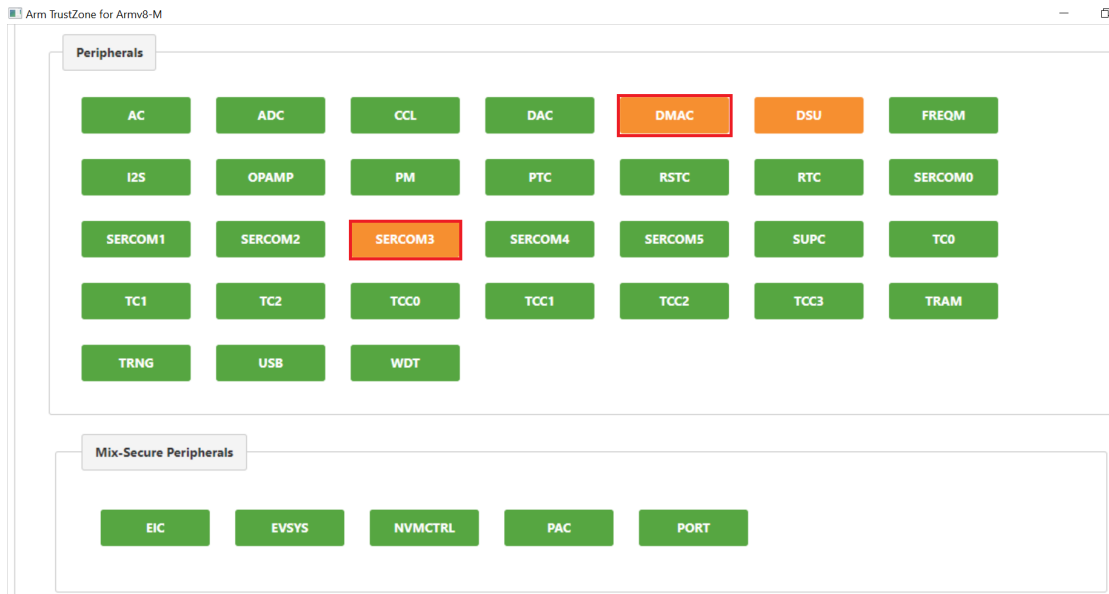 Arm TrustZone for Armv8-M
Peripherals
AC ADC CCL DAC DMAC DSU FREQM
I2S OPAMP PM PTC RSTC RTC SERCOM0
SERCOM1 SERCOM2 SERCOM3 SERCOM4 SERCOM5 SUPC TC0
TC1 TC2 TCC0 TCC1 TCC2 TCC3 TRAM
TRNG USB WDT
Mix-Secure Peripherals
EIC EVSYS NVMCTRL PAC PORT